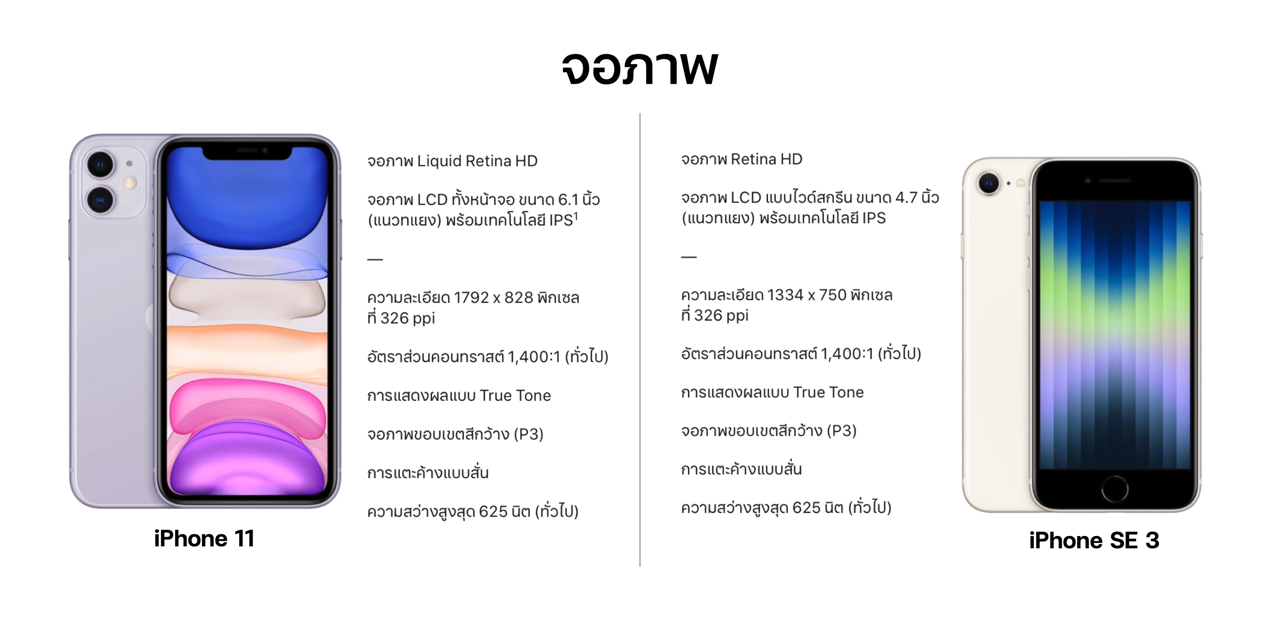 จอภาพ
จอภาพ Liquid Retina HD
จอภาพ LCD ทั้งหน้าจอ ขนาด 6.1 นิ้ว
(แนวทแยง) พร้อมเทคโนโลยี IPS¹
—
ความละเอียด 1792 x 828 พิกเซล
ที่ 326 ppi
อัตราส่วนคอนทราสต์ 1,400:1 (ทั่วไป)
การแสดงผลแบบ True Tone
จอภาพขอบเขตสีกว้าง (P3)
การแตะค้างแบบสั่น
ความสว่างสูงสุด 625 นิต (ทั่วไป)
iPhone 11
จอภาพ Retina HD
จอภาพ LCD แบบไวด์สกรีน ขนาด 4.7 นิ้ว
(แนวทแยง) พร้อมเทคโนโลยี IPS
—
ความละเอียด 1334 x 750 พิกเซล
ที่ 326 ppi
อัตราส่วนคอนทราสต์ 1,400:1 (ทั่วไป)
การแสดงผลแบบ True Tone
จอภาพขอบเขตสีกว้าง (P3)
การแตะค้างแบบสั่น
ความสว่างสูงสุด 625 นิต (ทั่วไป)
iPhone SE 3